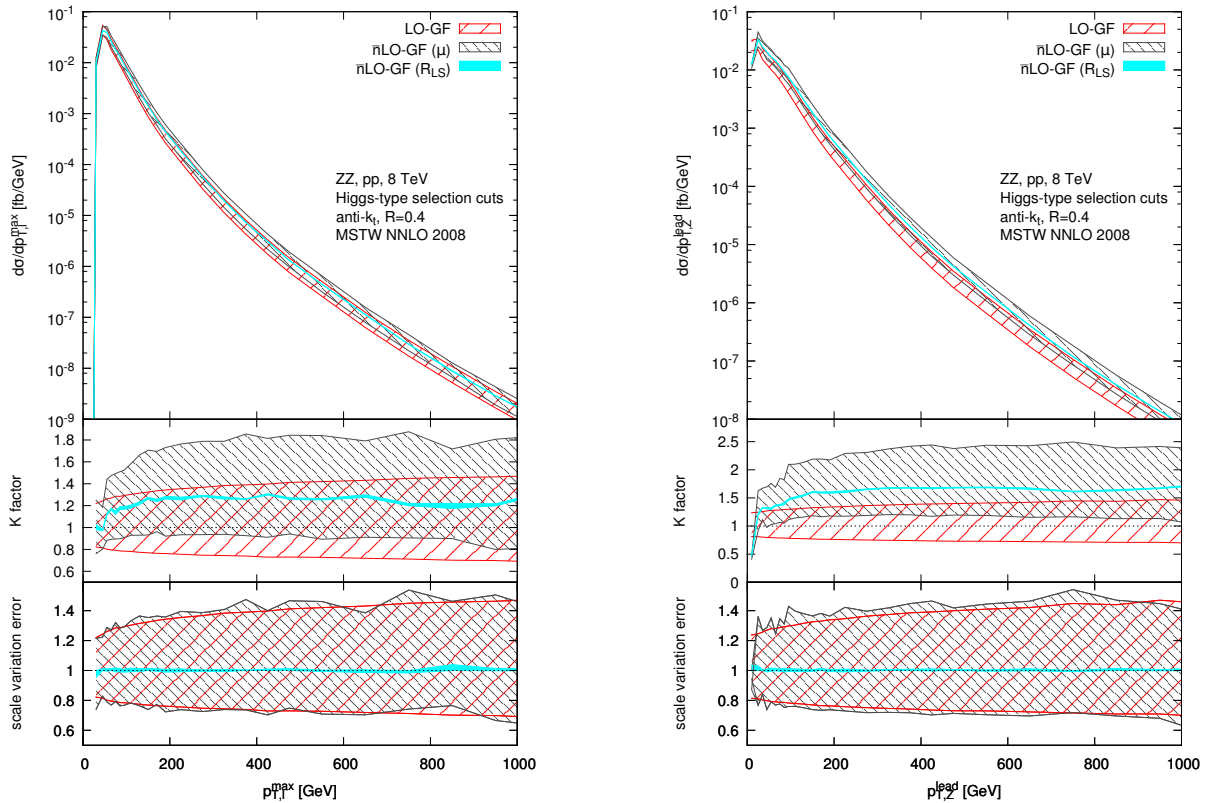 LO-GF
n̄LO-GF (μ)
n̄LO-GF (R_LS)
ZZ, pp, 8 TeV
Higgs-type selection cuts
anti-k_t, R=0.4
MSTW NNLO 2008
dσ/dp_T,l^max [fb/GeV]
10^-1
10^-2
10^-3
10^-4
10^-5
10^-6
10^-7
10^-8
10^-9
K factor
1.8
1.6
1.4
1.2
1
0.8
0.6
scale variation error
1.4
1.2
1
0.8
0.6
0 200 400 600 800 1000
p_T,l^max [GeV]
LO-GF
n̄LO-GF (μ)
n̄LO-GF (R_LS)
ZZ, pp, 8 TeV
Higgs-type selection cuts
anti-k_t, R=0.4
MSTW NNLO 2008
dσ/dp_T,Z^lead [fb/GeV]
10^-1
10^-2
10^-3
10^-4
10^-5
10^-6
10^-7
10^-8
K factor
2.5
2
1.5
1
0.5
0
scale variation error
1.4
1.2
1
0.8
0.6
0 200 400 600 800 1000
p_T,Z^lead [GeV]